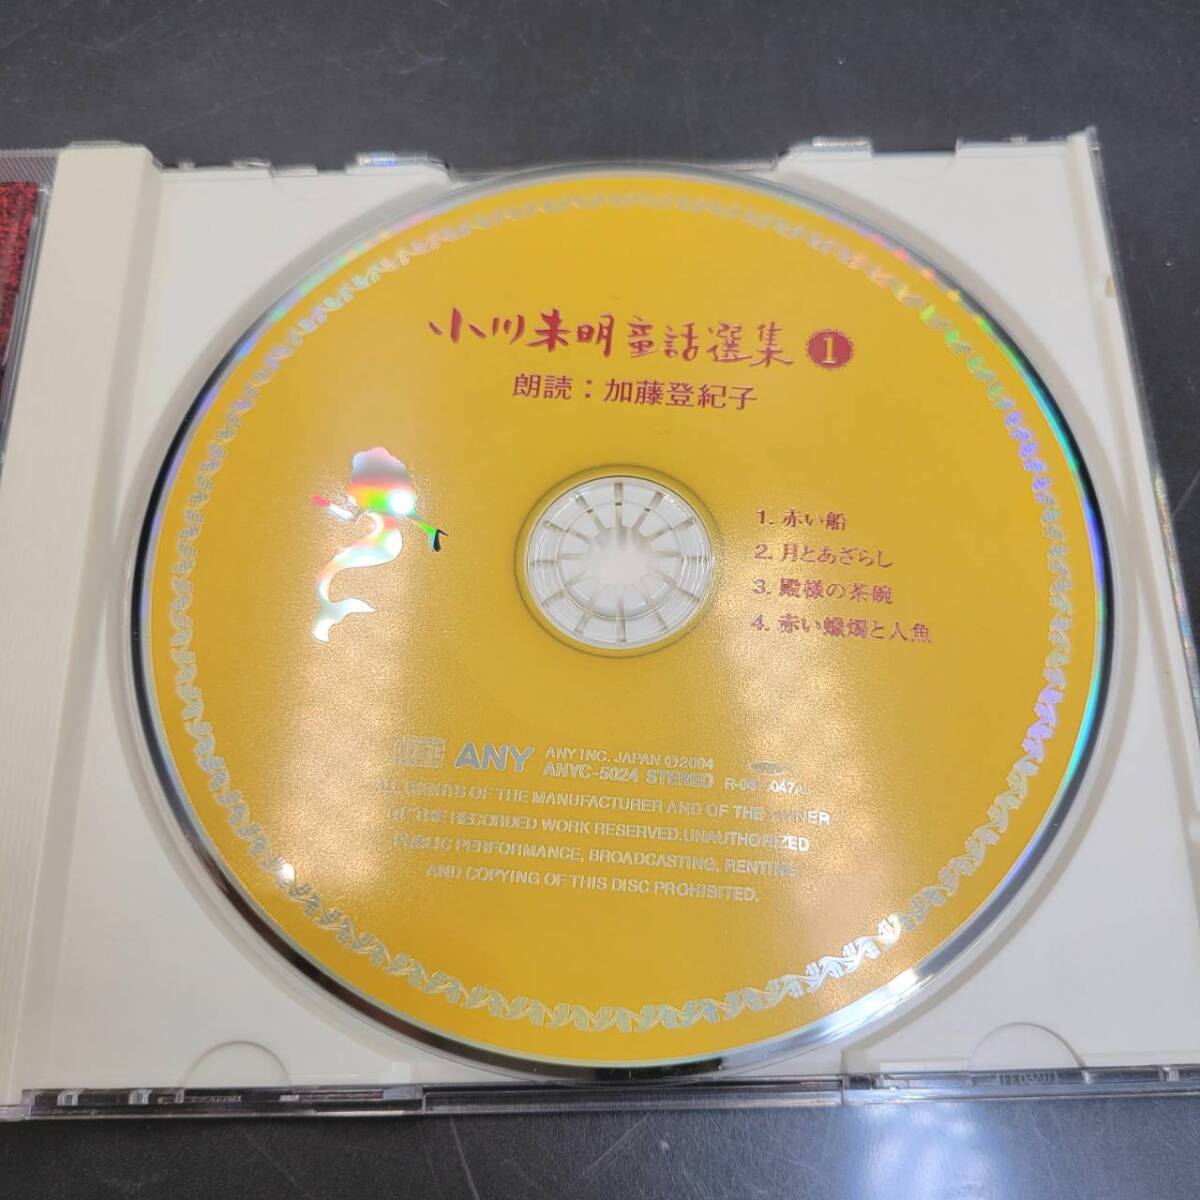 小川未明童話選集 1
朗読：加藤登紀子
1. 赤い船
2. 月とあざらし
3. 殿様の茶碗
4. 赤い蠟燭と人魚
ANY
ANY INC. JAPAN Ⓟ2004
ANYC-5024 STEREO
ALL RIGHTS OF THE MANUFACTURER AND OF THE OWNER
OF THE RECORDED WORK RESERVED.UNAUTHORIZED
PUBLIC PERFORMANCE, BROADCASTING, RENTING
AND COPYING OF THIS DISC PROHIBITED.